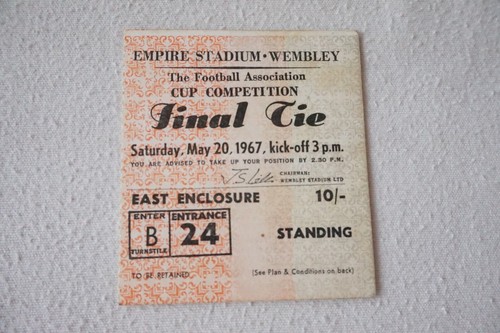 EMPIRE STADIUM · WEMBLEY
The Football Association
CUP COMPETITION
Final Tie
Saturday, May 20, 1967, kick-off 3 p.m.
YOU ARE ADVISED TO TAKE UP YOUR POSITION BY 2.30 P.M.
CHAIRMAN:
WEMBLEY STADIUM LTD
EAST ENCLOSURE 10/-
ENTER B TURNSTILE
ENTRANCE 24
STANDING
TO BE RETAINED
(See Plan & Conditions on back)